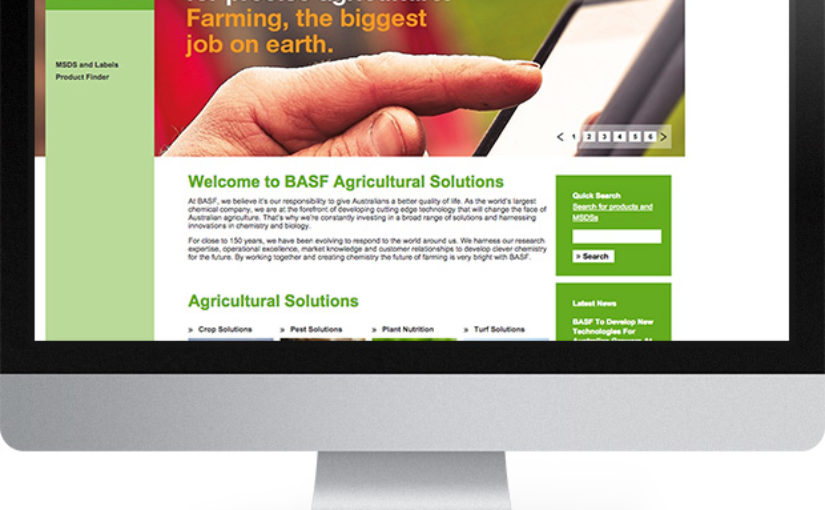 for precise agriculture.
Farming, the biggest
job on earth.
MSDS and Labels
Product Finder
< 1 2 3 4 5 6 >
Welcome to BASF Agricultural Solutions
At BASF, we believe it's our responsibility to give Australians a better quality of life. As the world's largest
chemical company, we are at the forefront of developing cutting edge technology that will change the face of
Australian agriculture. That's why we're constantly investing in a broad range of solutions and harnessing
innovations in chemistry and biology.
For close to 150 years, we have been evolving to respond to the world around us. We harness our research
expertise, operational excellence, market knowledge and customer relationships to develop clever chemistry
for the future. By working together and creating chemistry the future of farming is very bright with BASF.
Quick Search
Search for products and
MSDSs
» Search
Agricultural Solutions
» Crop Solutions » Pest Solutions » Plant Nutrition » Turf Solutions
Latest News
BASF To Develop New
Technologies For